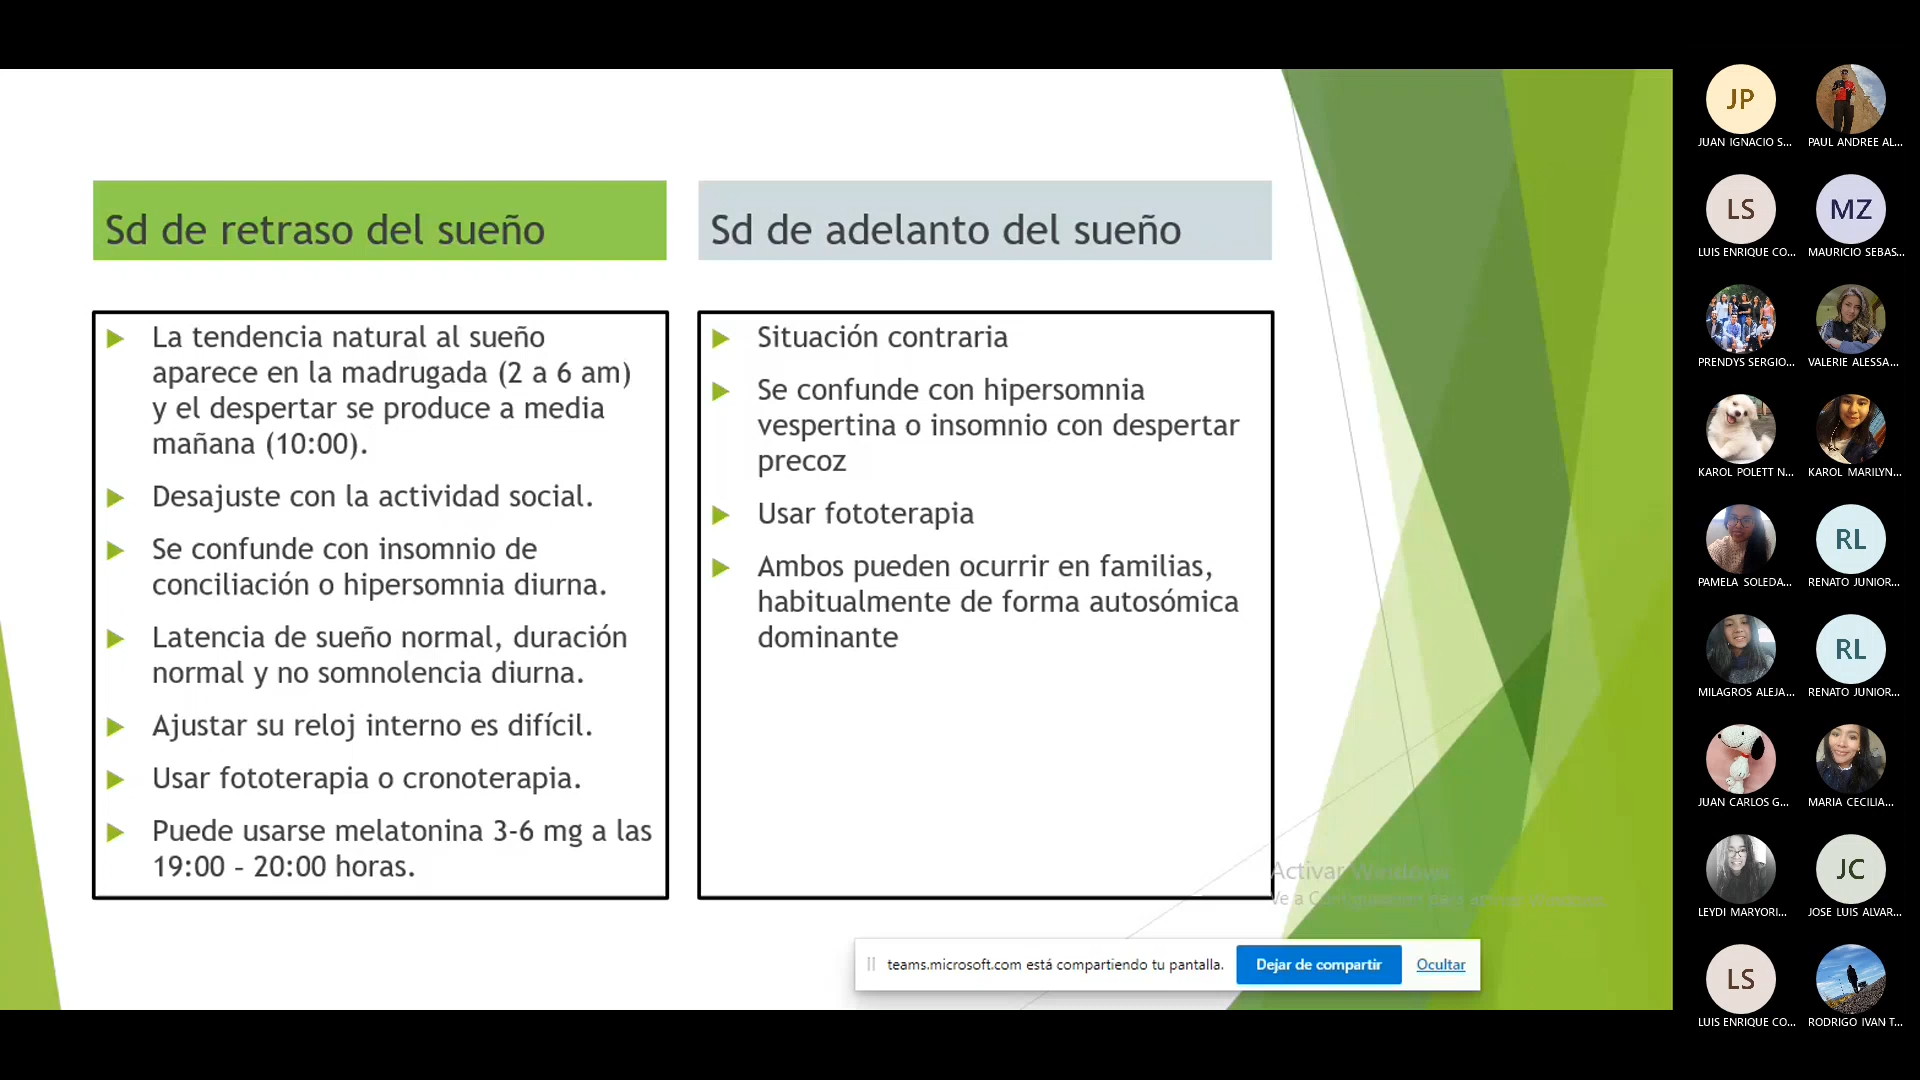 Sd de retraso del sueño
La tendencia natural al sueño
aparece en la madrugada (2 a 6 am)
y el despertar se produce a media
mañana (10:00).
Desajuste con la actividad social.
Se confunde con insomnio de
conciliación o hipersomnia diurna.
Latencia de sueño normal, duración
normal y no somnolencia diurna.
Ajustar su reloj interno es difícil.
Usar fototerapia o cronoterapia.
Puede usarse melatonina 3-6 mg a las
19:00 – 20:00 horas.
Sd de adelanto del sueño
Situación contraria
Se confunde con hipersomnia
vespertina o insomnio con despertar
precoz
Usar fototerapia
Ambos pueden ocurrir en familias,
habitualmente de forma autosómica
dominante
Activar Windows
Ve a Configuración para activar Windows.
teams.microsoft.com está compartiendo tu pantalla.
Dejar de compartir
Ocultar
JP
JUAN IGNACIO S...
PAUL ANDREE AL...
LS
LUIS ENRIQUE CO...
MZ
MAURICIO SEBAS...
PRENDYS SERGIO...
VALERIE ALESSA...
KAROL POLETT N...
KAROL MARILYN...
PAMELA SOLEDA...
RL
RENATO JUNIOR...
MILAGROS ALEJA...
RL
RENATO JUNIOR...
JUAN CARLOS G...
MARIA CECILIA...
LEYDI MARYORI...
JC
JOSE LUIS ALVAR...
LS
LUIS ENRIQUE CO...
RODRIGO IVAN T...